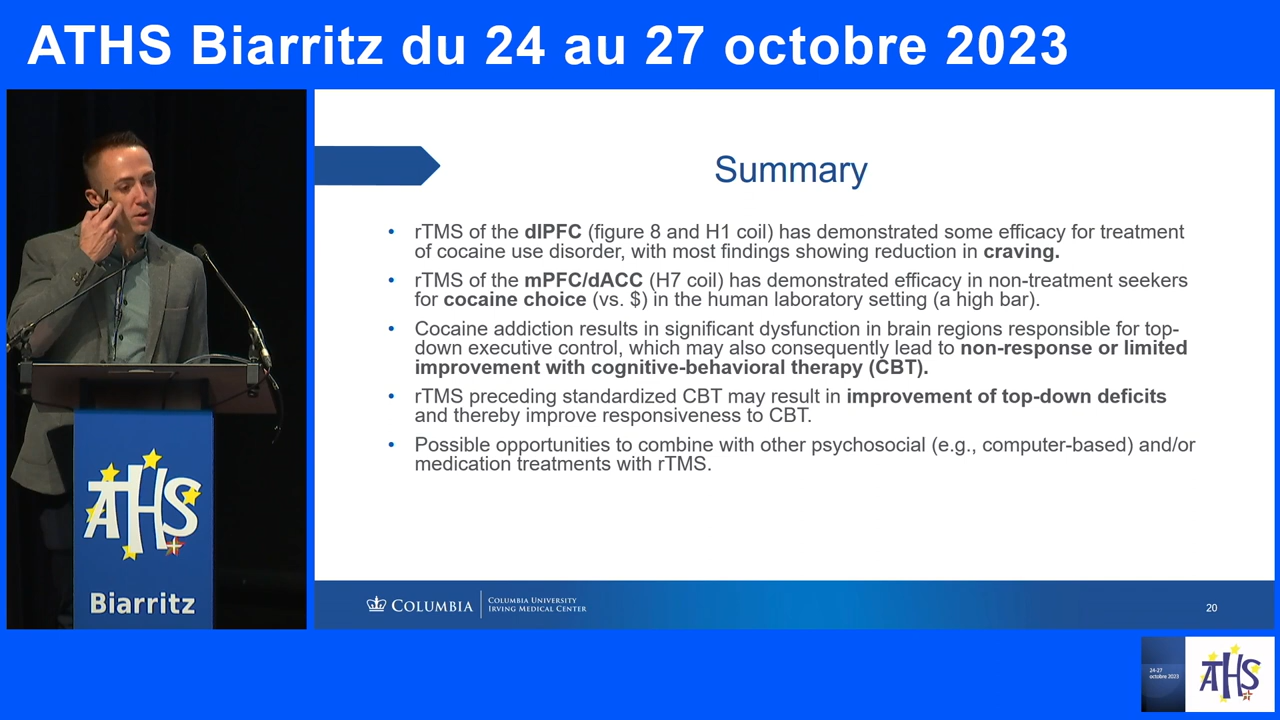 ATHS Biarritz du 24 au 27 octobre 2023
Summary
• rTMS of the dlPFC (figure 8 and H1 coil) has demonstrated some efficacy for treatment
of cocaine use disorder, with most findings showing reduction in craving.
• rTMS of the mPFC/dACC (H7 coil) has demonstrated efficacy in non-treatment seekers
for cocaine choice (vs. $) in the human laboratory setting (a high bar).
• Cocaine addiction results in significant dysfunction in brain regions responsible for top-
down executive control, which may also consequently lead to non-response or limited
improvement with cognitive-behavioral therapy (CBT).
• rTMS preceding standardized CBT may result in improvement of top-down deficits
and thereby improve responsiveness to CBT.
• Possible opportunities to combine with other psychosocial (e.g., computer-based) and/or
medication treatments with rTMS.
COLUMBIA
COLUMBIA UNIVERSITY
IRVING MEDICAL CENTER
20
ATHS
Biarritz
24-27
octobre 2023
ATHS